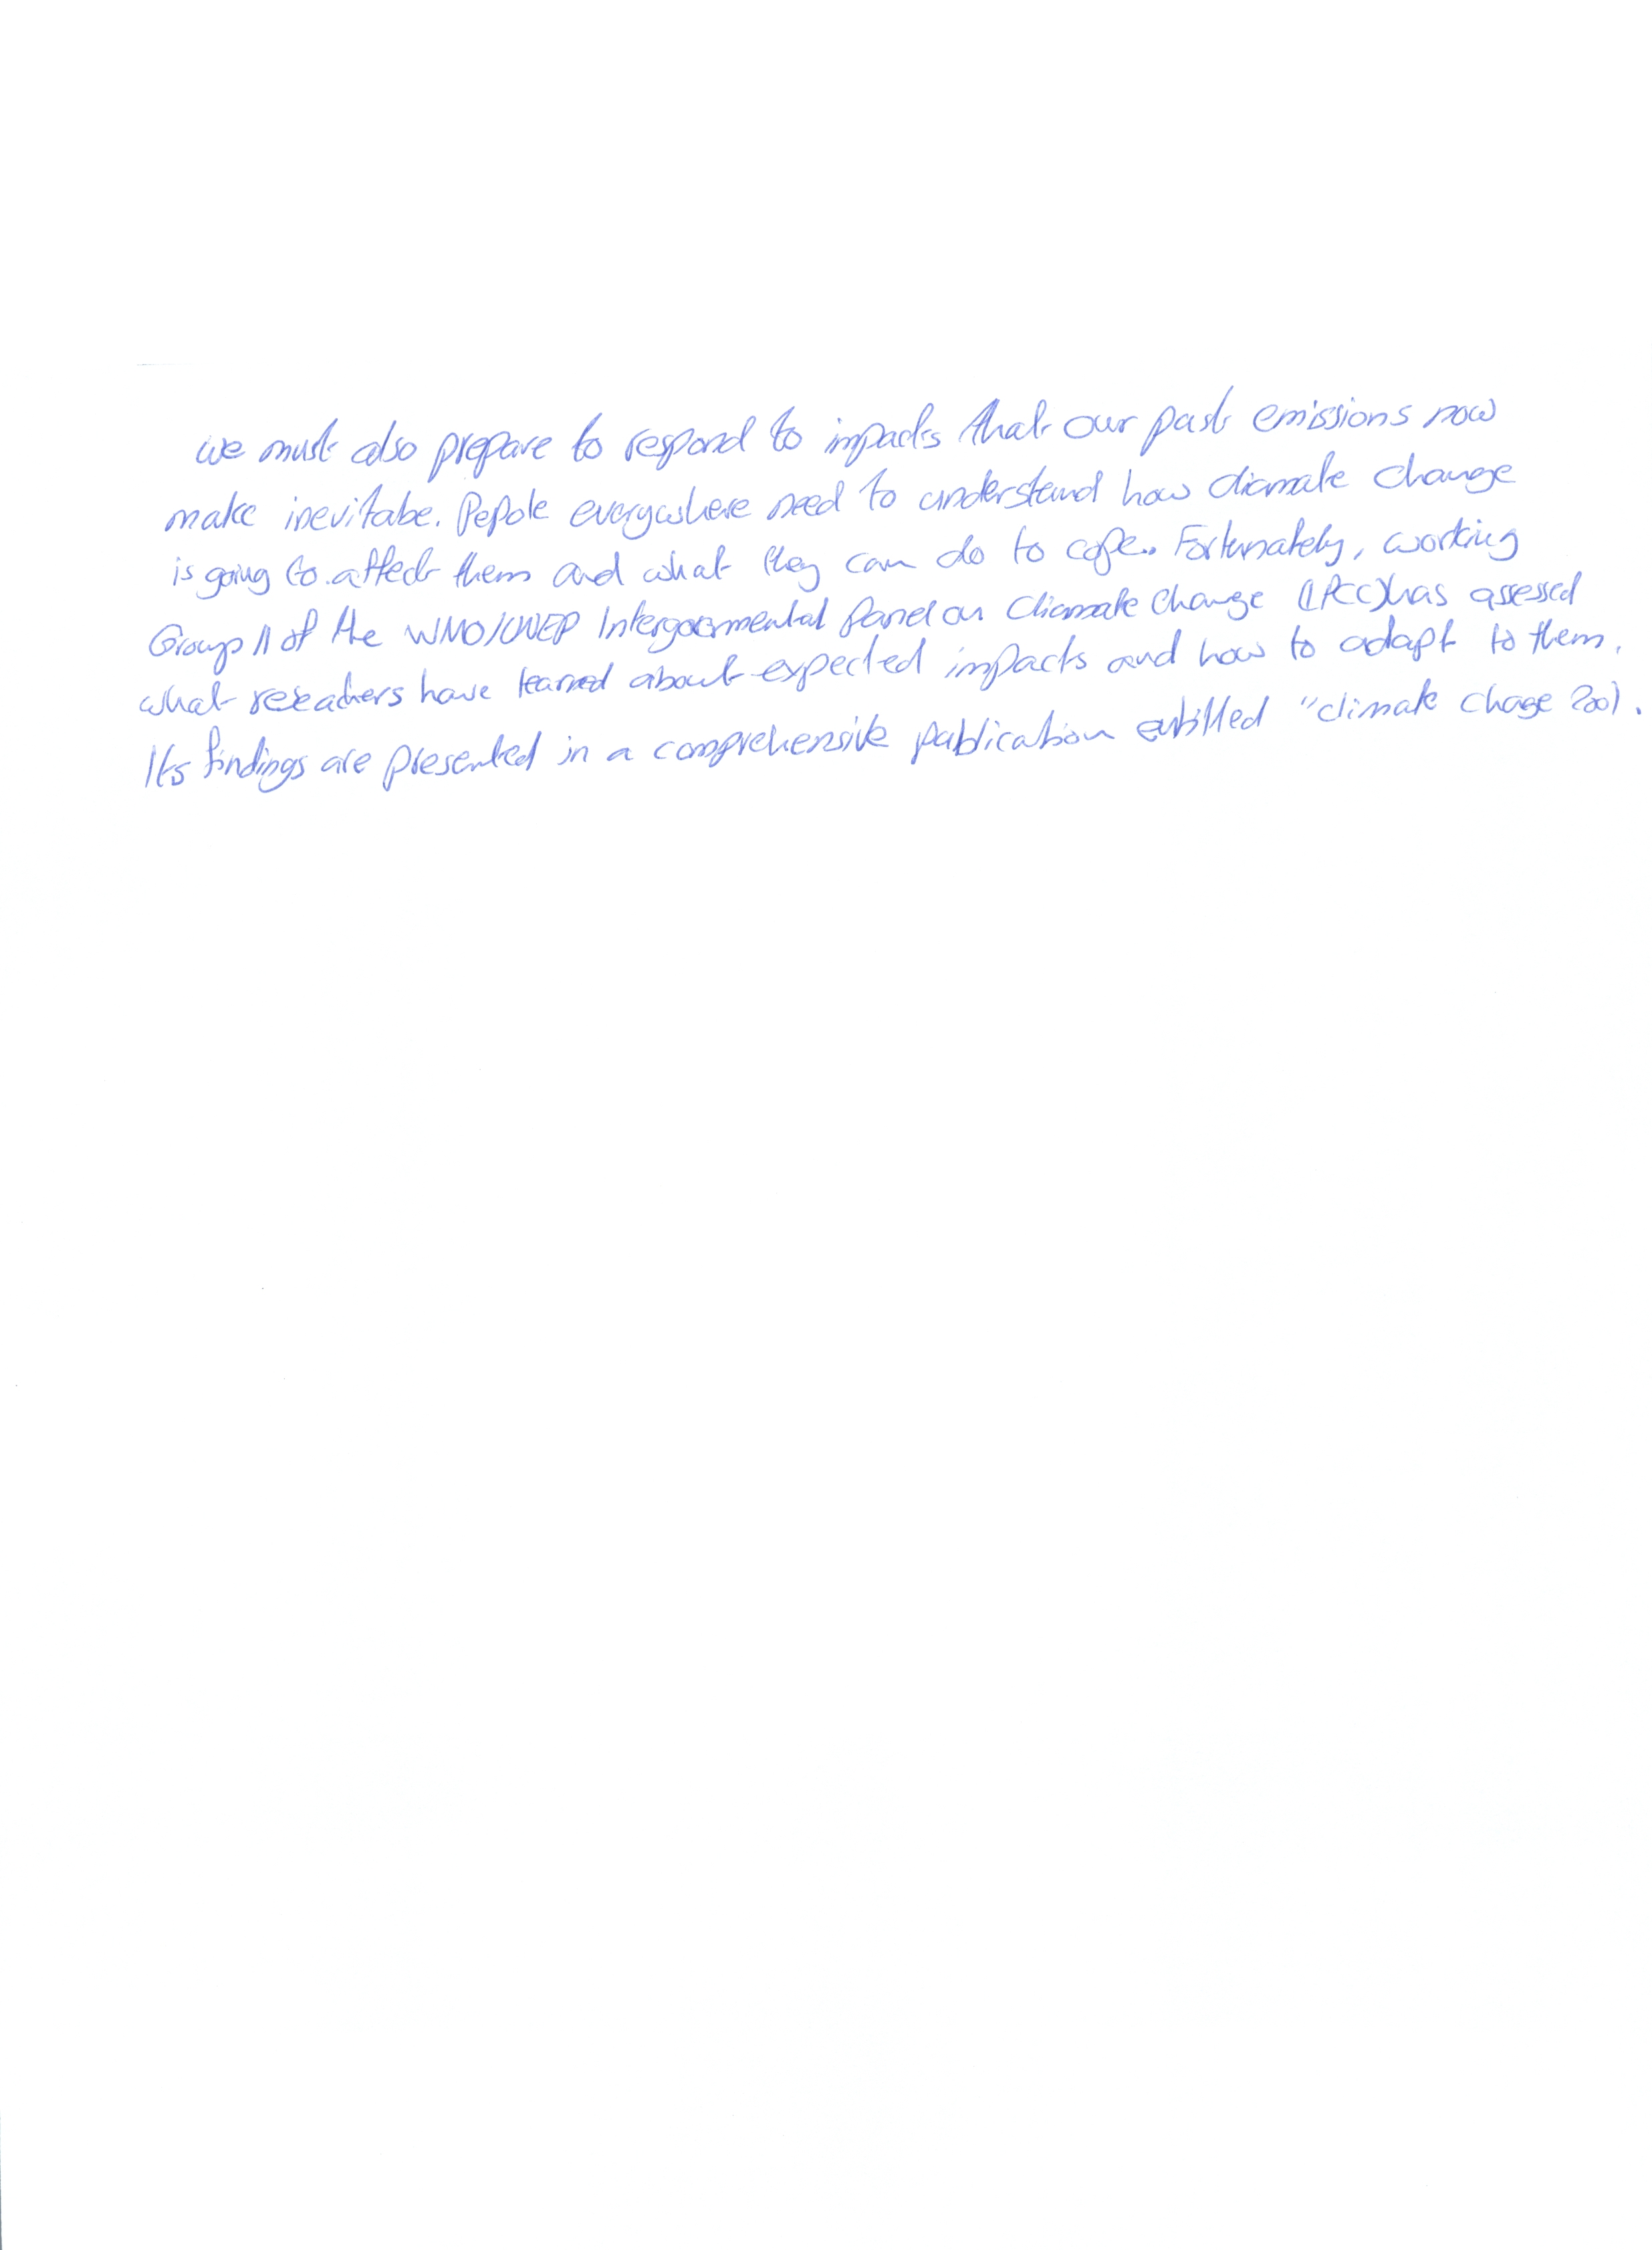 we must also prepare to respond to impacts that our past emissions now
make inevitabe. Pepole everywhere need to understand how cliamate change
is going to affect them and what they can do to cope. Fortunately, working
Group II of the WMO/UNEP Intergovrmental panel on Cliamate Change (IPCC) has assessed
what reseachers have learned about expected impacts and how to adapt to them.
Its findings are presented in a comprehensive publication entitled "climate chage 2001.